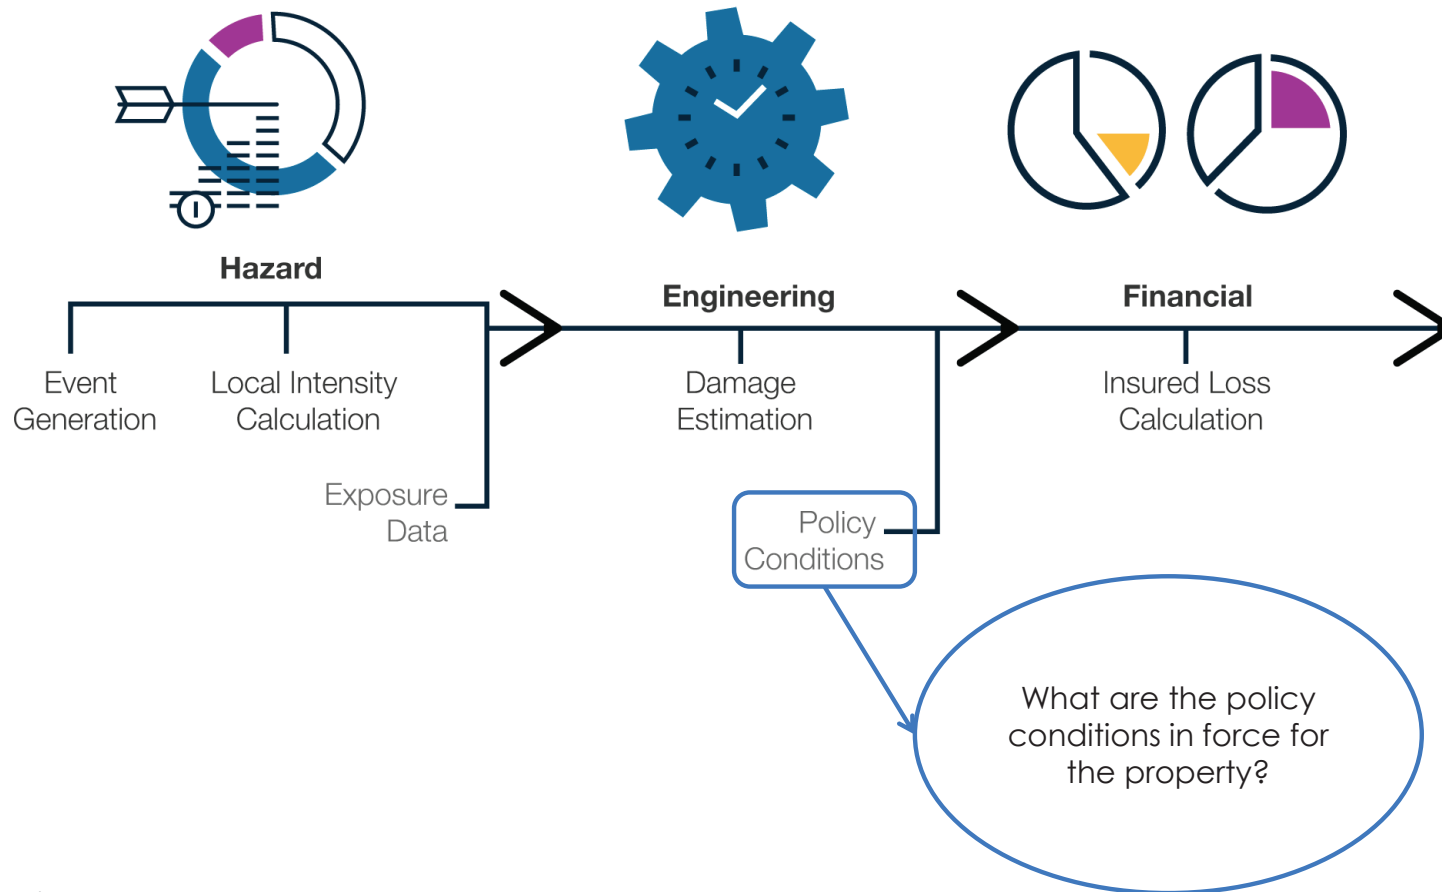 Hazard
Engineering
Financial
Event
Generation
Local Intensity
Calculation
Exposure
Data
Damage
Estimation
Policy
Conditions
Insured Loss
Calculation
What are the policy
conditions in force for
the property?